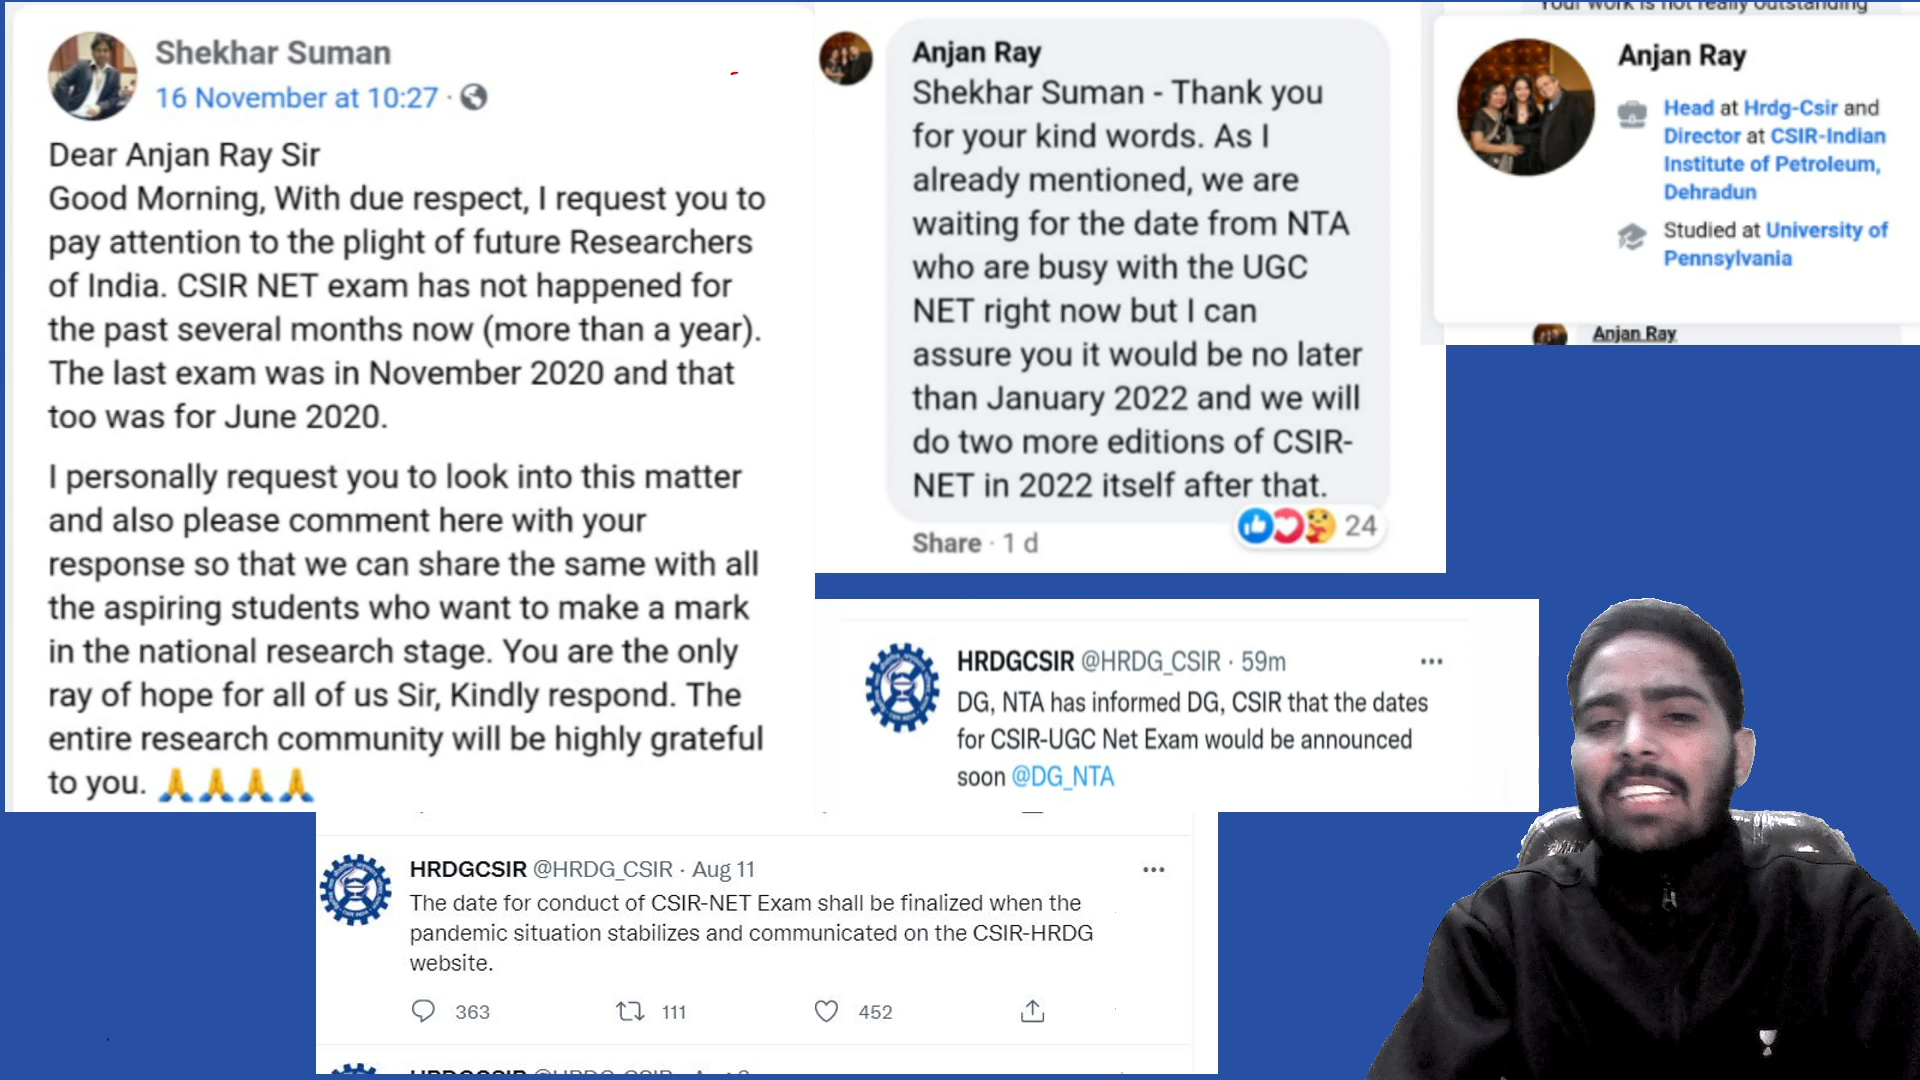 Shekhar Suman
16 November at 10:27 ·
Dear Anjan Ray Sir
Good Morning, With due respect, I request you to
pay attention to the plight of future Researchers
of India. CSIR NET exam has not happened for
the past several months now (more than a year).
The last exam was in November 2020 and that
too was for June 2020.
I personally request you to look into this matter
and also please comment here with your
response so that we can share the same with all
the aspiring students who want to make a mark
in the national research stage. You are the only
ray of hope for all of us Sir, Kindly respond. The
entire research community will be highly grateful
to you. 🙏🙏🙏🙏
Anjan Ray
Shekhar Suman - Thank you
for your kind words. As I
already mentioned, we are
waiting for the date from NTA
who are busy with the UGC
NET right now but I can
assure you it would be no later
than January 2022 and we will
do two more editions of CSIR-
NET in 2022 itself after that.
Share · 1 d
24
Your work is not really outstanding
Anjan Ray
Head at Hrdg-Csir and
Director at CSIR-Indian
Institute of Petroleum,
Dehradun
Studied at University of
Pennsylvania
Anjan Ray
HRDGCSIR @HRDG_CSIR · 59m
DG, NTA has informed DG, CSIR that the dates
for CSIR-UGC Net Exam would be announced
soon @DG_NTA
HRDGCSIR @HRDG_CSIR · Aug 11
The date for conduct of CSIR-NET Exam shall be finalized when the
pandemic situation stabilizes and communicated on the CSIR-HRDG
website.
363 111 452
HRDGCSIR @HRDG_CSIR